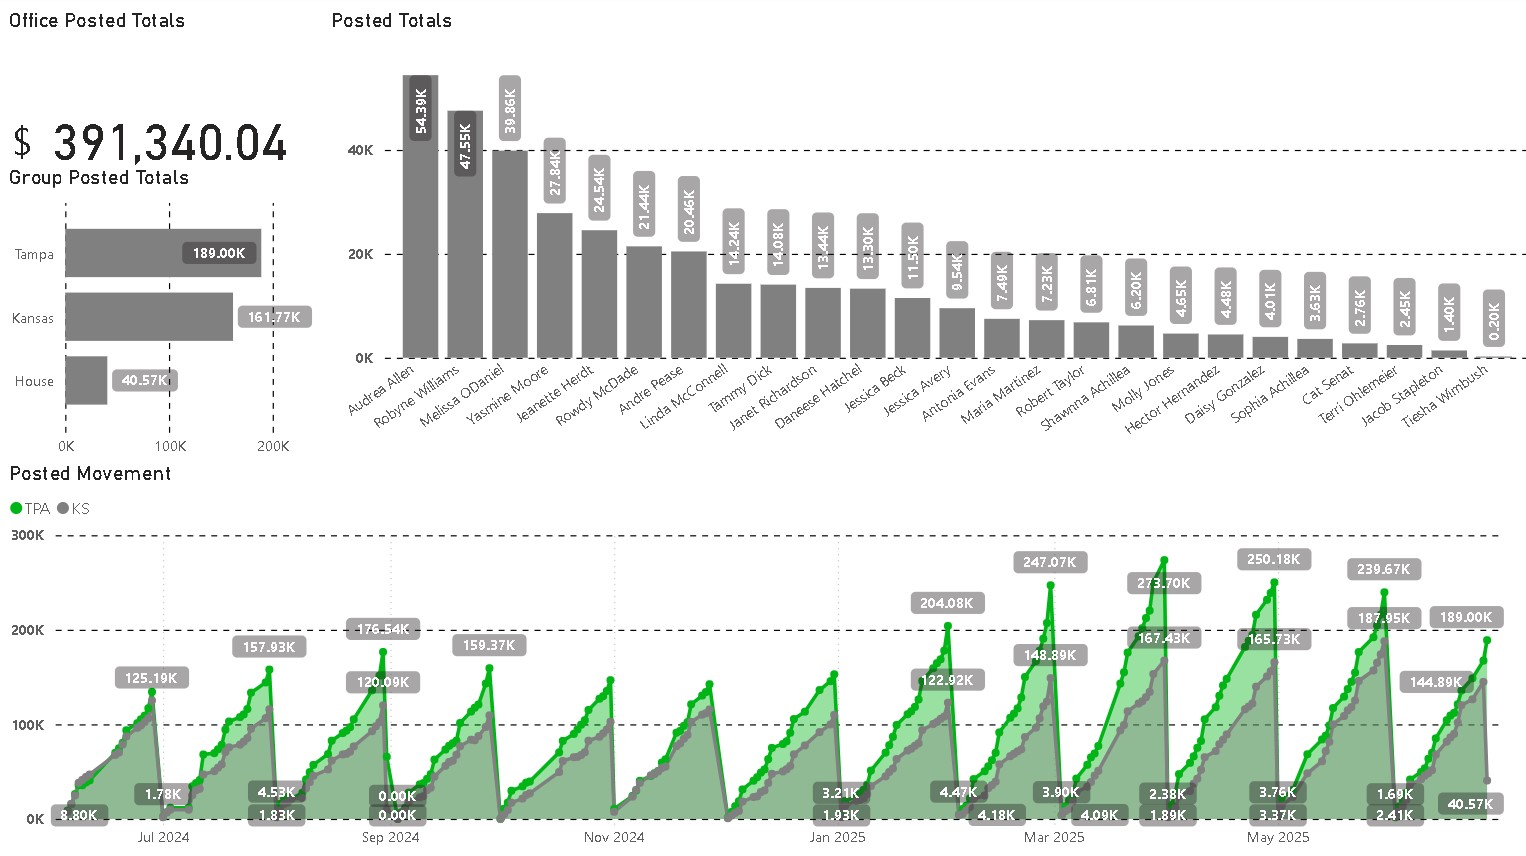 Office Posted Totals
$ 391,340.04
Group Posted Totals
Tampa
189.00K
Kansas
161.77K
House
40.57K
0K
100K
200K
Posted Totals
40K
20K
0K
54.39K
47.55K
39.86K
27.84K
24.54K
21.44K
20.46K
14.24K
14.08K
13.44K
13.30K
11.50K
9.54K
7.49K
7.23K
6.81K
6.20K
4.65K
4.48K
4.01K
3.63K
2.76K
2.45K
1.40K
0.20K
Audrea Allen
Robyne Williams
Melissa ODaniel
Yasmine Moore
Jeanette Herdt
Rowdy McDade
Andre Pease
Linda McConnell
Tammy Dick
Janet Richardson
Daneese Hatchel
Jessica Beck
Jessica Avery
Antonia Evans
Maria Martinez
Robert Taylor
Shawnna Achillea
Molly Jones
Hector Hernandez
Daisy Gonzalez
Sophia Achillea
Cat Senat
Terri Ohlemeier
Jacob Stapleton
Tiesha Wimbush
Posted Movement
TPA KS
300K
200K
100K
0K
125.19K
157.93K
176.54K
120.09K
159.37K
204.08K
122.92K
247.07K
148.89K
273.70K
167.43K
250.18K
165.73K
239.67K
187.95K
189.00K
144.89K
8.80K
1.78K
4.53K
1.83K
0.00K
0.00K
3.21K
1.93K
4.47K
4.18K
3.90K
4.09K
2.38K
1.89K
3.76K
3.37K
1.69K
2.41K
40.57K
Jul 2024
Sep 2024
Nov 2024
Jan 2025
Mar 2025
May 2025